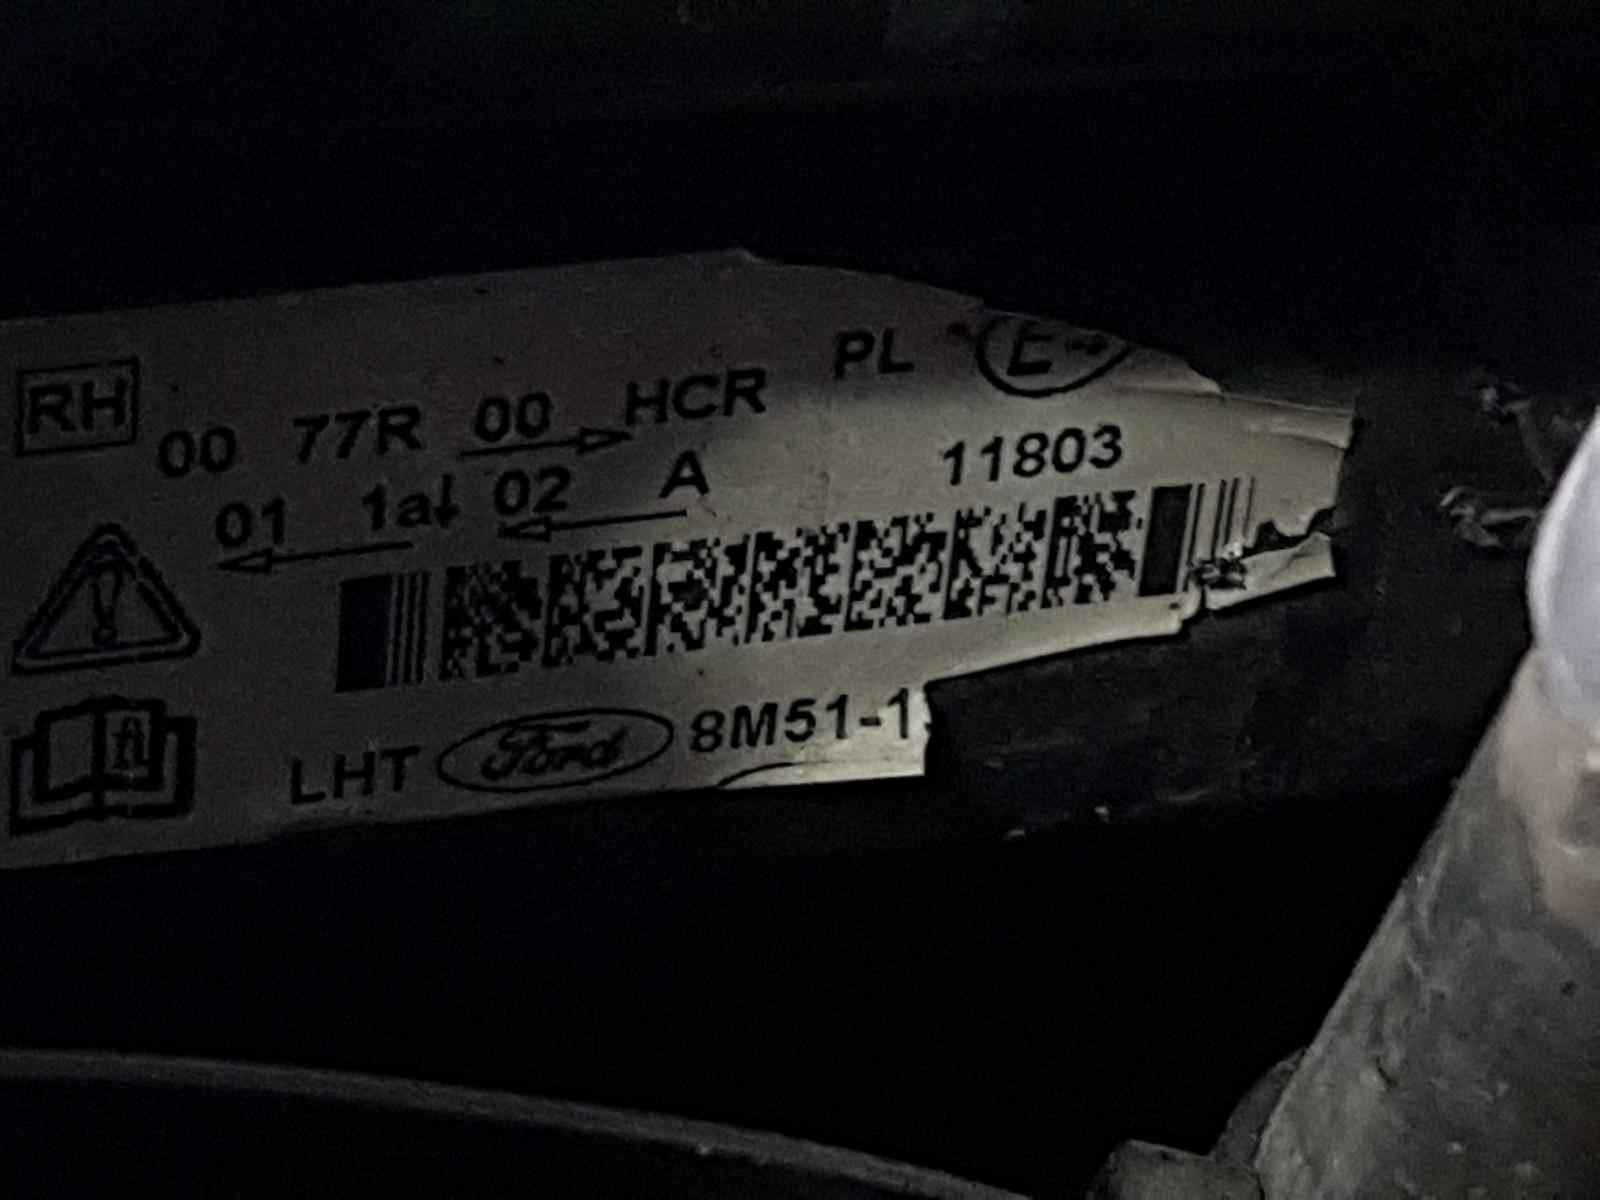 RH 00 77R 00 HCR PL
01 1a 02 A 11803
LHT Ford 8M51-1